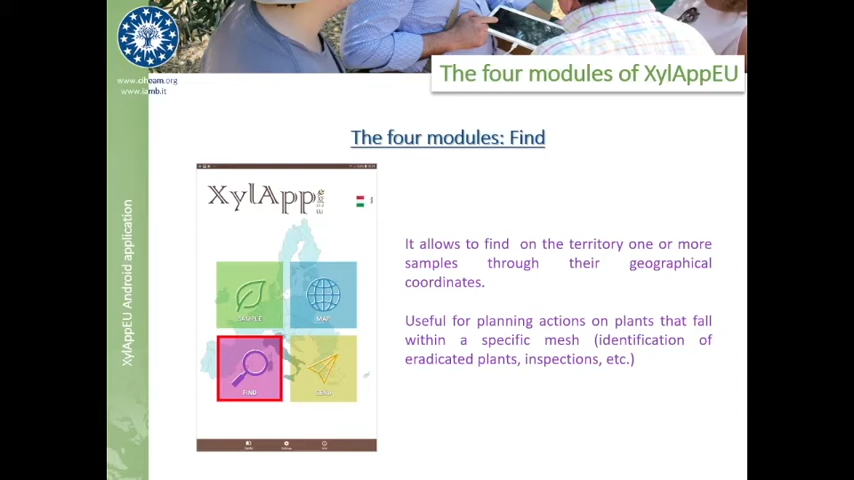 www.ciheam.org
www.iamb.it
The four modules of XylAppEU
The four modules: Find
XylApp
SAMPLE
MAP
FIND
SEND
It allows to find on the territory one or more
samples through their geographical
coordinates.
Useful for planning actions on plants that fall
within a specific mesh (identification of
eradicated plants, inspections, etc.)
XylAppEU Android application